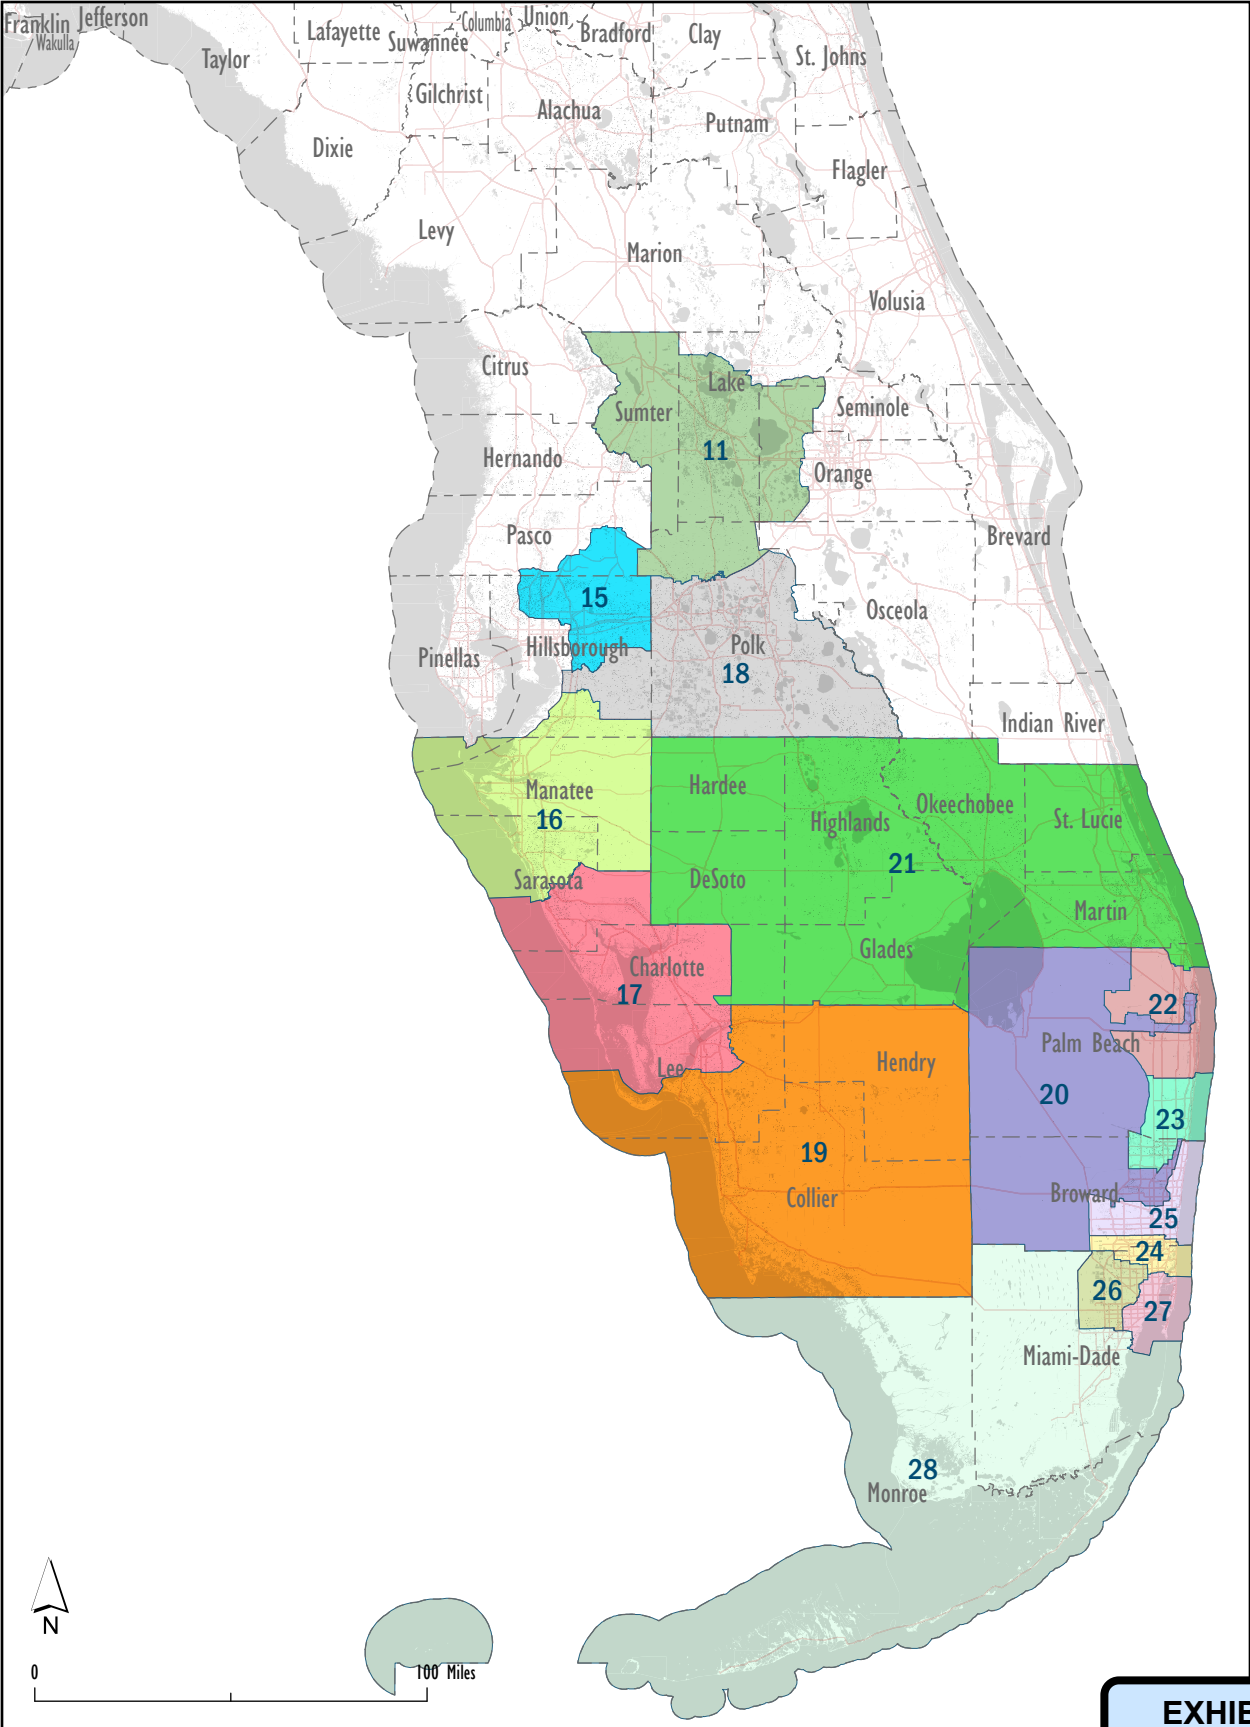 Franklin
Jefferson
Wakulla
Taylor
Lafayette
Suwannee
Columbia
Union
Bradford
Clay
St. Johns
Gilchrist
Alachua
Putnam
Dixie
Flagler
Levy
Marion
Volusia
Citrus
Lake
Sumter
Seminole
11
Hernando
Orange
Pasco
Brevard
15
Osceola
Hillsborough
Polk
Pinellas
18
Indian River
Manatee
Hardee
Okeechobee
16
Highlands
St. Lucie
21
Sarasota
DeSoto
Martin
Glades
Charlotte
17
22
Palm Beach
Lee
Hendry
20
23
19
Broward
Collier
25
24
26
27
Miami-Dade
28
Monroe
N
0
100 Miles